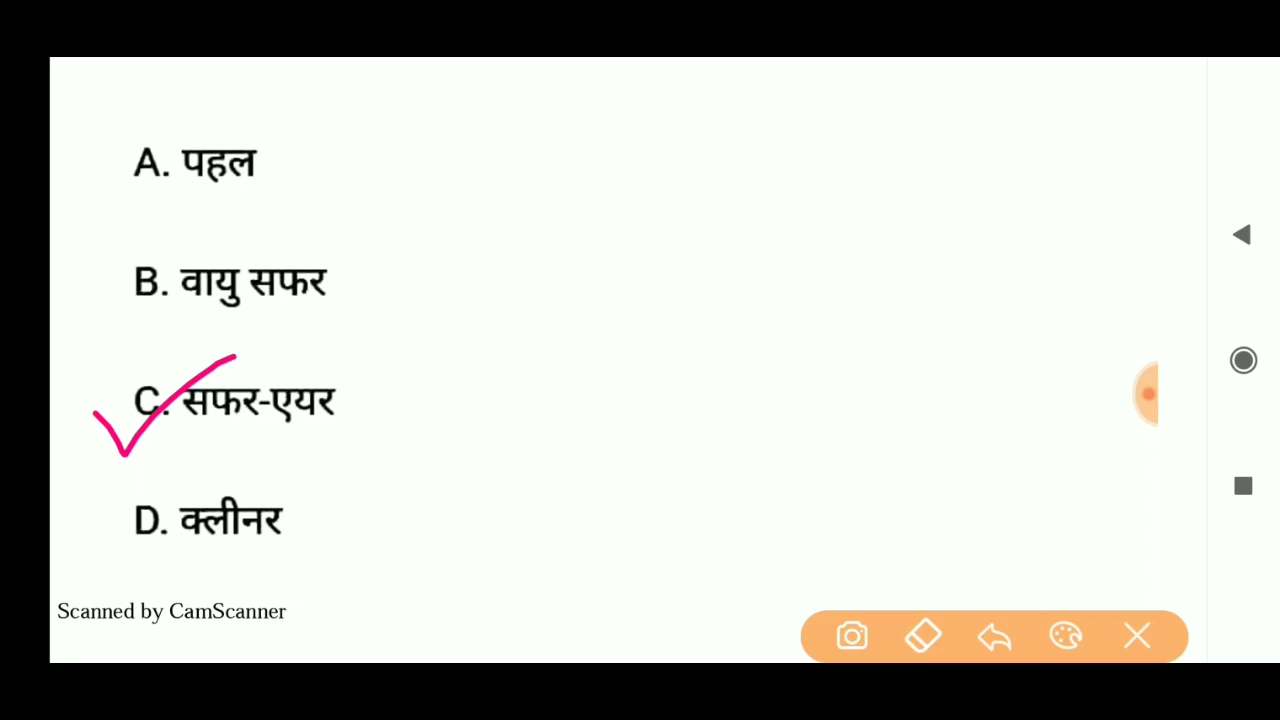 A. पहल
B. वायु सफर
C. सफर-एयर
D. क्लीनर
Scanned by CamScanner